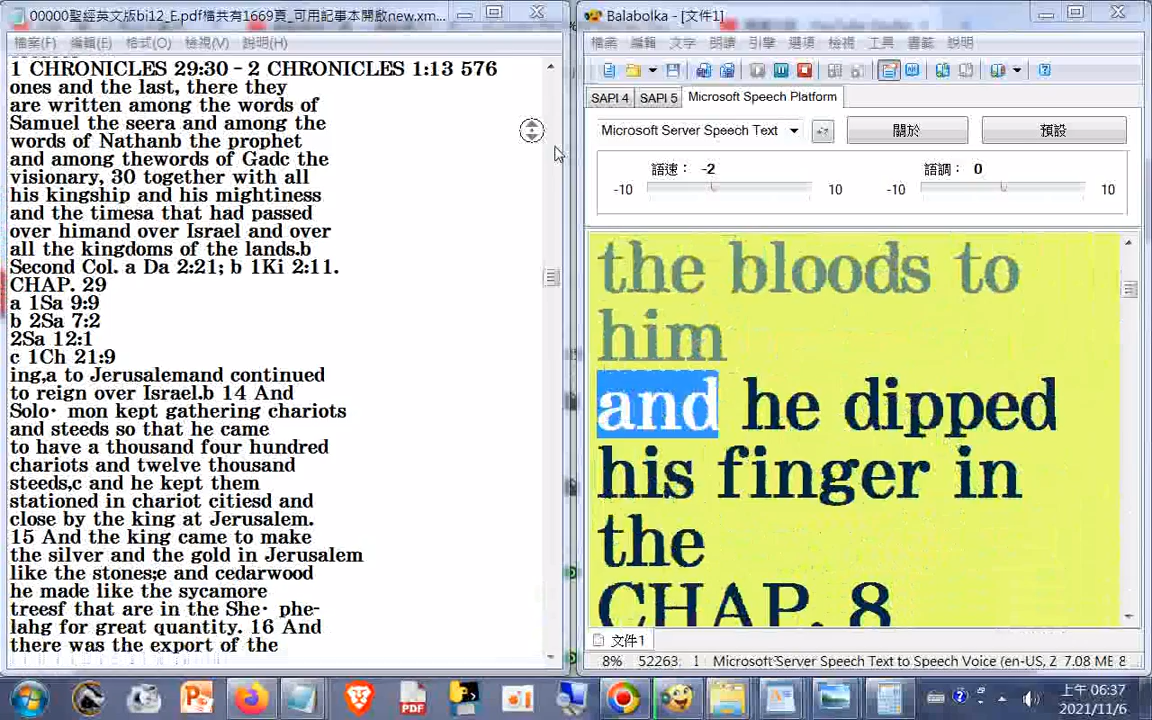 00000聖經英文版bi12_E.pdf檔共有1669頁_可用記事本開啟new.xm...
檔案(F) 編輯(E) 格式(O) 檢視(V) 說明(H)
1 CHRONICLES 29:30 - 2 CHRONICLES 1:13 576
ones and the last, there they
are written among the words of
Samuel the seera and among the
words of Nathanb the prophet
and among thewords of Gadc the
visionary, 30 together with all
his kingship and his mightiness
and the timesa that had passed
over himand over Israel and over
all the kingdoms of the lands.b
Second Col. a Da 2:21; b 1Ki 2:11.
CHAP. 29
a 1Sa 9:9
b 2Sa 7:2
2Sa 12:1
c 1Ch 21:9
ing,a to Jerusalemand continued
to reign over Israel.b 14 And
Solo· mon kept gathering chariots
and steeds so that he came
to have a thousand four hundred
chariots and twelve thousand
steeds,c and he kept them
stationed in chariot citiesd and
close by the king at Jerusalem.
15 And the king came to make
the silver and the gold in Jerusalem
like the stones;e and cedarwood
he made like the sycamore
treesf that are in the She· phe-
lahg for great quantity. 16 And
there was the export of the
Balabolka - [文件1]
檔案 編輯 文字 朗讀 引擎 選項 檢視 工具 書籤 說明
SAPI 4 SAPI 5 Microsoft Speech Platform
Microsoft Server Speech Text 關於 預設
語速： -2 語調： 0
-10 10 -10 10
the bloods to
him
and he dipped
his finger in
the
CHAP. 8
文件1
8% 52263: 1 Microsoft Server Speech Text to Speech Voice (en-US, Z 7.08 MB 8
PDF
上午 06:37
2021/11/6